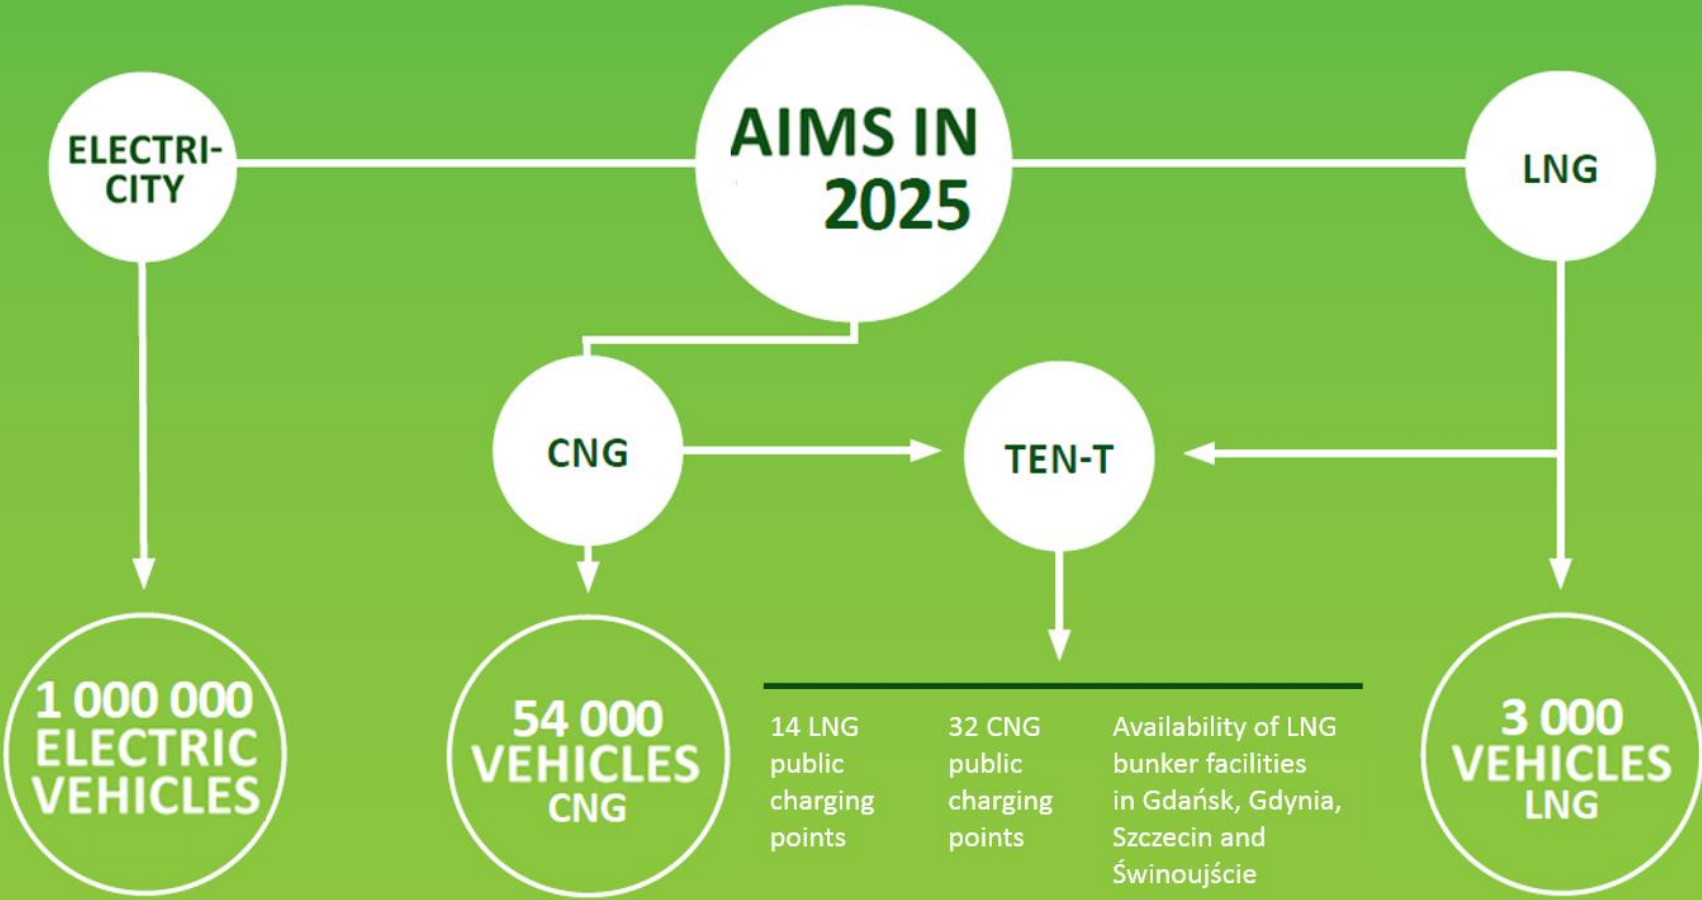 AIMS IN
2025
ELECTRI-
CITY
LNG
CNG
TEN-T
1 000 000
ELECTRIC
VEHICLES
54 000
VEHICLES
CNG
14 LNG
public
charging
points
32 CNG
public
charging
points
Availability of LNG
bunker facilities
in Gdańsk, Gdynia,
Szczecin and
Świnoujście
3 000
VEHICLES
LNG